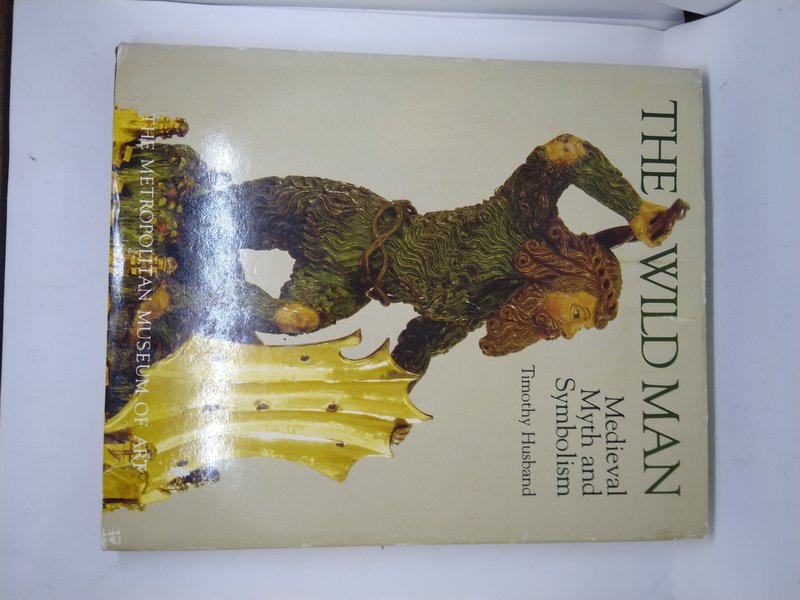 THE WILD MAN
Medieval
Myth and
Symbolism
Timothy Husband
THE METROPOLITAN MUSEUM OF ART